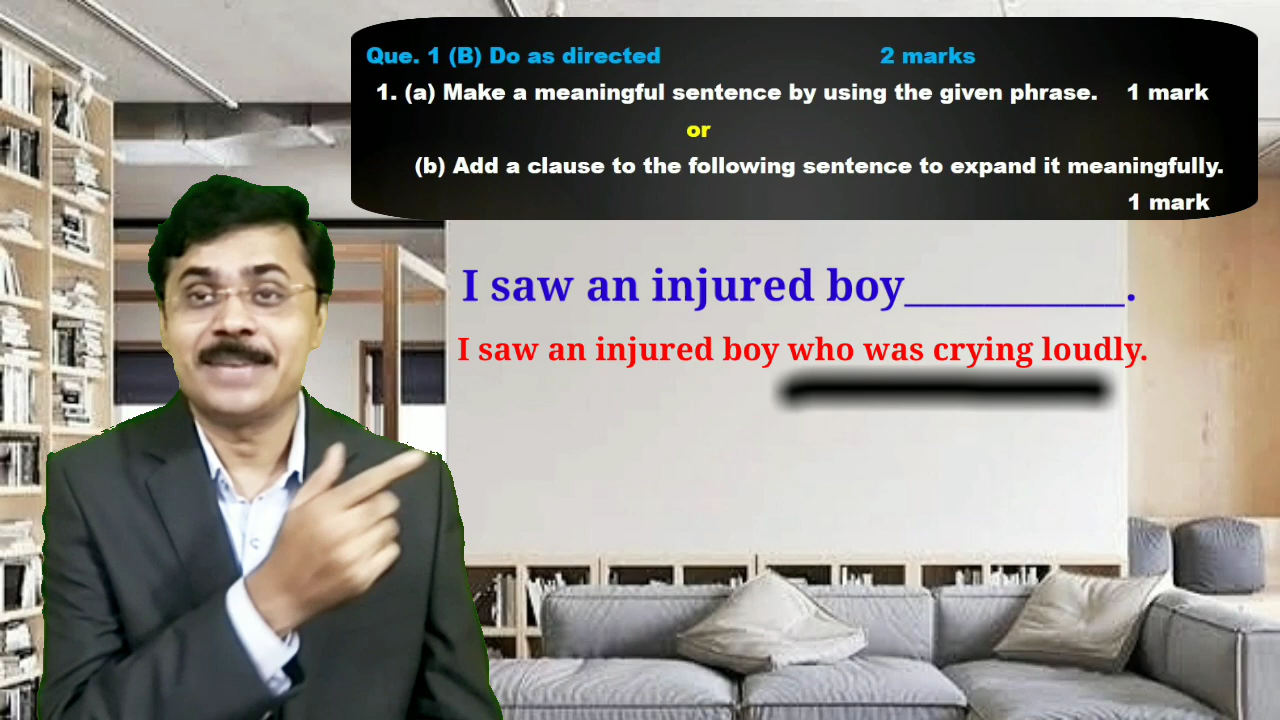 Que. 1 (B) Do as directed 2 marks
1. (a) Make a meaningful sentence by using the given phrase. 1 mark
or
(b) Add a clause to the following sentence to expand it meaningfully.
1 mark
I saw an injured boy___________.
I saw an injured boy who was crying loudly.